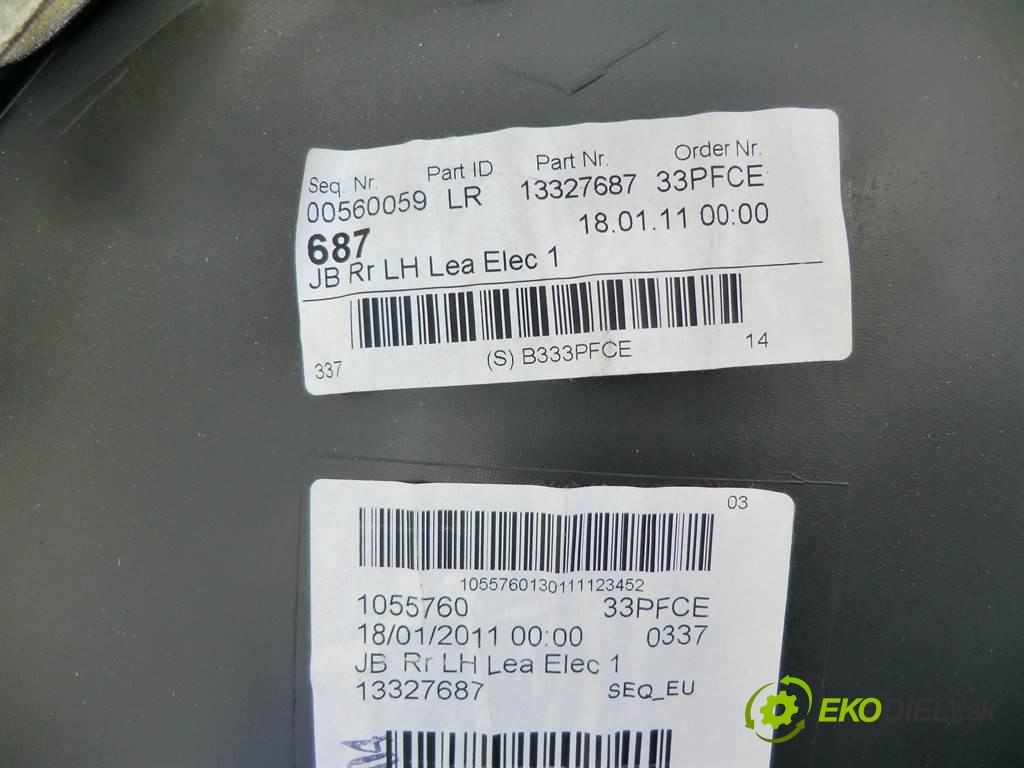 Seq. Nr. Part ID Part Nr. Order Nr.
00560059 LR 13327687 33PFCE
687 18.01.11 00:00
JB Rr LH Lea Elec 1
337 (S) B333PFCE 14
03
1055760130111123452
1055760 33PFCE
18/01/2011 00:00 0337
JB Rr LH Lea Elec 1
13327687 SEQ_EU
EKODIELY.SK